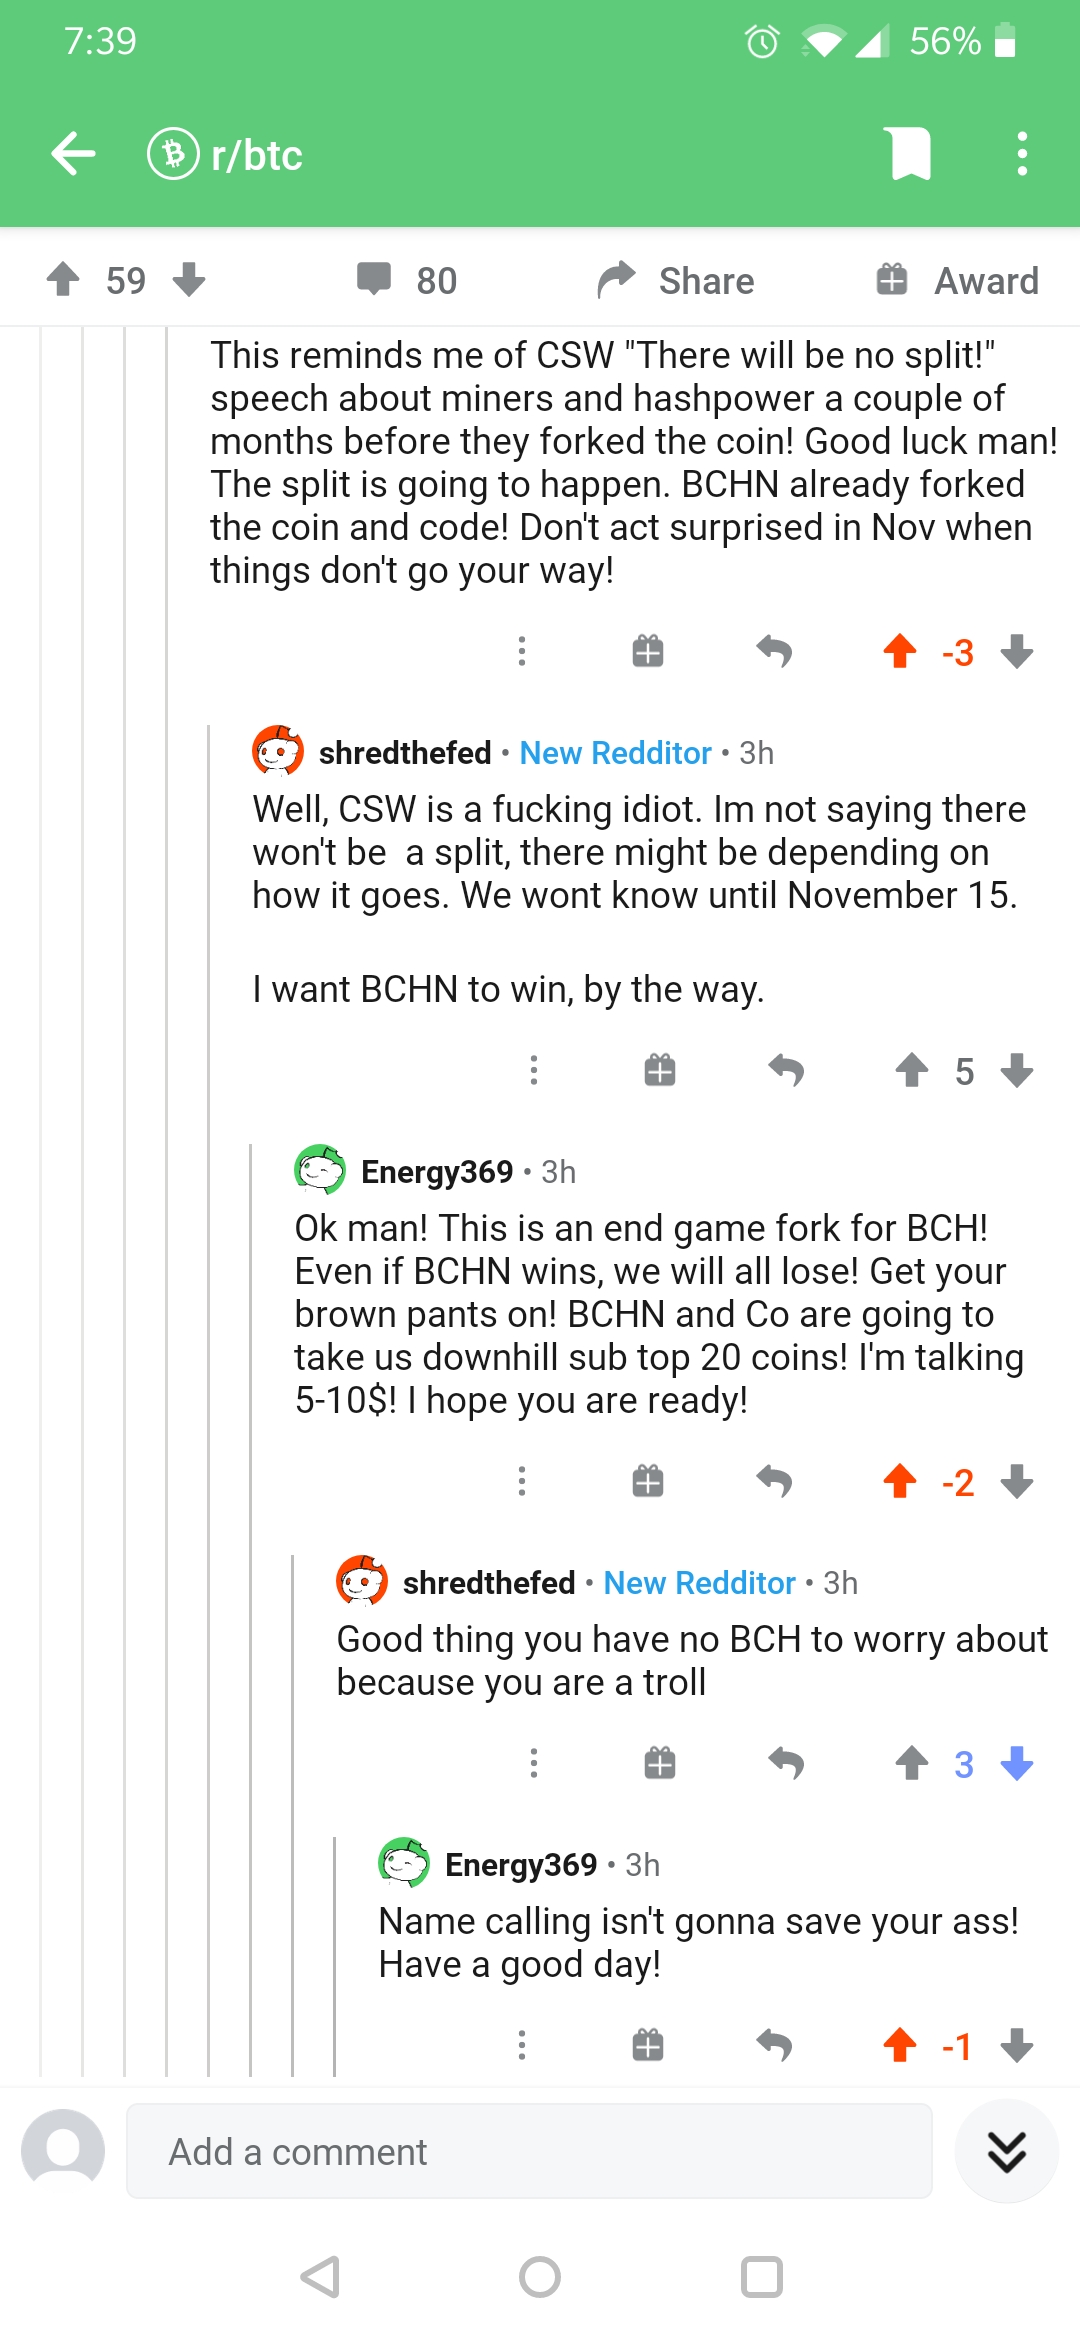 7:39
56%
r/btc
59
80
Share
Award
This reminds me of CSW "There will be no split!"
speech about miners and hashpower a couple of
months before they forked the coin! Good luck man!
The split is going to happen. BCHN already forked
the coin and code! Don't act surprised in Nov when
things don't go your way!
-3
shredthefed • New Redditor • 3h
Well, CSW is a fucking idiot. Im not saying there
won't be  a split, there might be depending on
how it goes. We wont know until November 15.
I want BCHN to win, by the way.
5
Energy369 • 3h
Ok man! This is an end game fork for BCH!
Even if BCHN wins, we will all lose! Get your
brown pants on! BCHN and Co are going to
take us downhill sub top 20 coins! I'm talking
5-10$! I hope you are ready!
-2
shredthefed • New Redditor • 3h
Good thing you have no BCH to worry about
because you are a troll
3
Energy369 • 3h
Name calling isn't gonna save your ass!
Have a good day!
-1
Add a comment